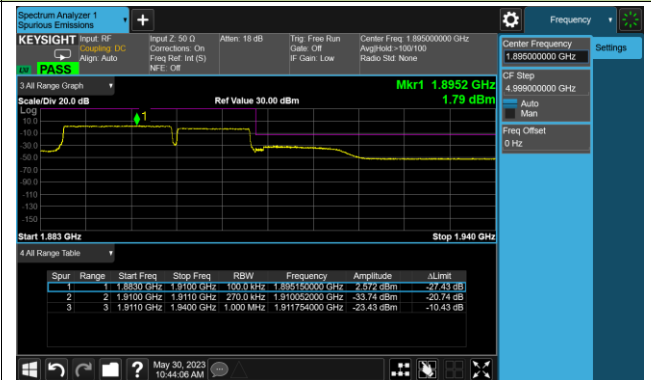 Spectrum Analyzer 1
Spurious Emissions
Frequency
KEYSIGHT
Input: RF
Coupling: DC
Align: Auto
Input Z: 50 Ω
Corrections: On
Freq Ref: Int (S)
NFE: Off
Atten: 18 dB
Trig: Free Run
Gate: Off
IF Gain: Low
Center Freq: 1.895000000 GHz
Avg|Hold:>100/100
Radio Std: None
PASS
Center Frequency
1.895000000 GHz
Settings
CF Step
4.999000000 GHz
Auto
Man
Freq Offset
0 Hz
3 All Range Graph
Mkr1 1.8952 GHz
Scale/Div 20.0 dB
Ref Value 30.00 dBm
1.79 dBm
Log
10.0
-10.0
-30.0
-50.0
-70.0
-90.0
-110
-130
-150
1
Start 1.883 GHz
Stop 1.940 GHz
4 All Range Table
Spur Range Start Freq Stop Freq RBW Frequency Amplitude ΔLimit
1 1 1.8830 GHz 1.9100 GHz 100.0 kHz 1.895150000 GHz 2.572 dBm -27.43 dB
2 2 1.9100 GHz 1.9110 GHz 270.0 kHz 1.910052000 GHz -33.74 dBm -20.74 dB
3 3 1.9110 GHz 1.9400 GHz 1.000 MHz 1.911754000 GHz -23.43 dBm -10.43 dB
?
May 30, 2023
10:44:06 AM